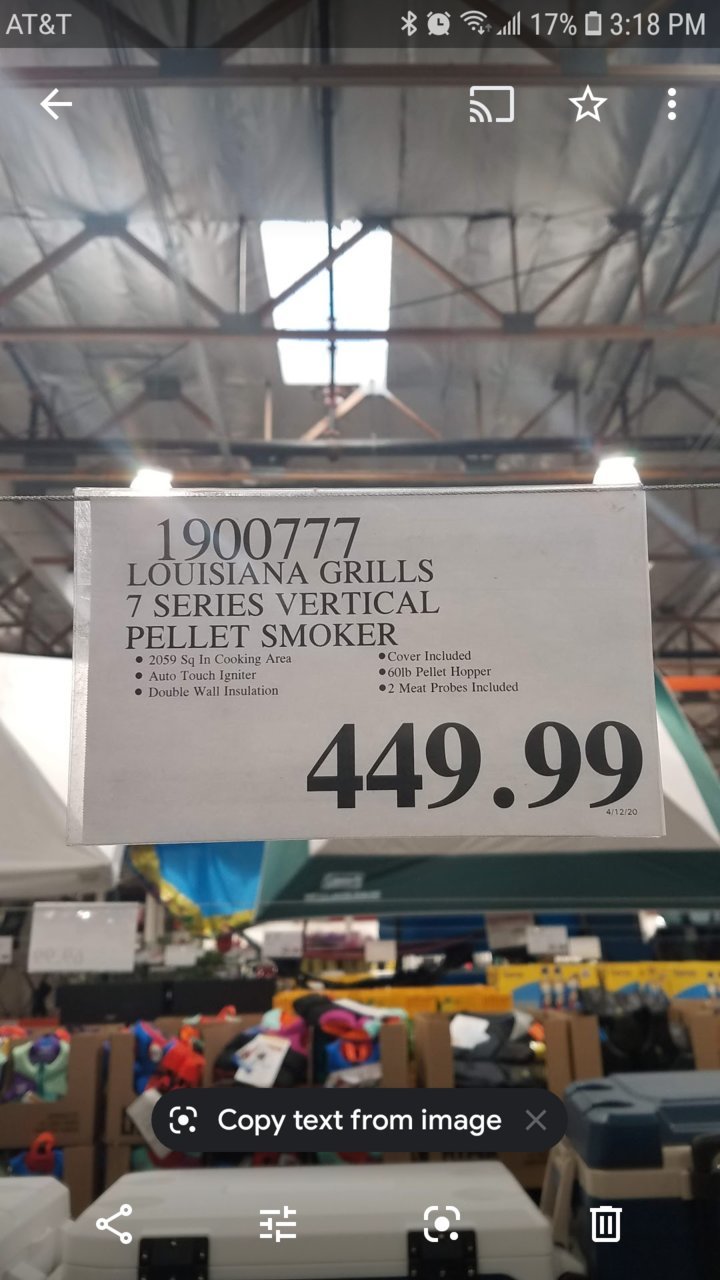 AT&T 17% 3:18 PM
1900777
LOUISIANA GRILLS
7 SERIES VERTICAL
PELLET SMOKER
• 2059 Sq In Cooking Area
• Auto Touch Igniter
• Double Wall Insulation
• Cover Included
• 60lb Pellet Hopper
• 2 Meat Probes Included
449.99
4/12/20
Copy text from image